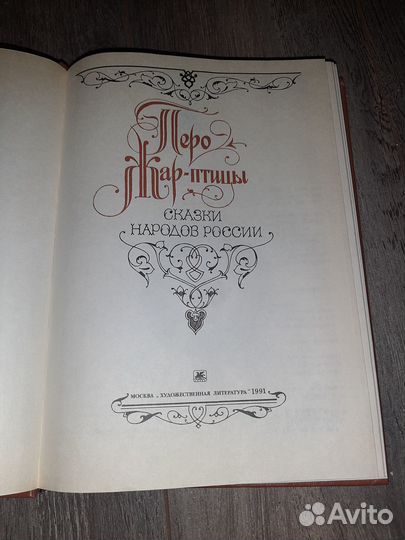 Перо
Жар-птицы
СКАЗКИ
НАРОДОВ РОССИИ
МОСКВА „ХУДОЖЕСТВЕННАЯ ЛИТЕРАТУРА" 1991
Avito